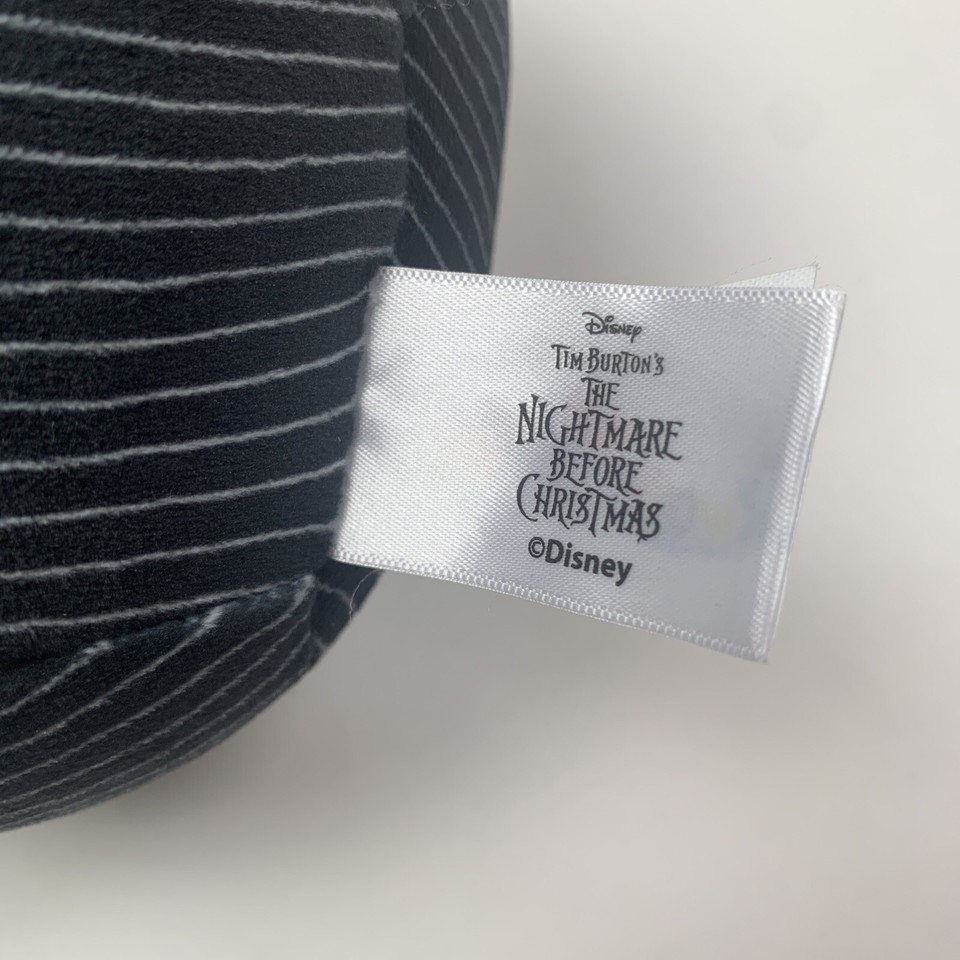 Disney
TIM BURTON'S
THE
NIGHTMARE
BEFORE
CHRISTMAS
©Disney